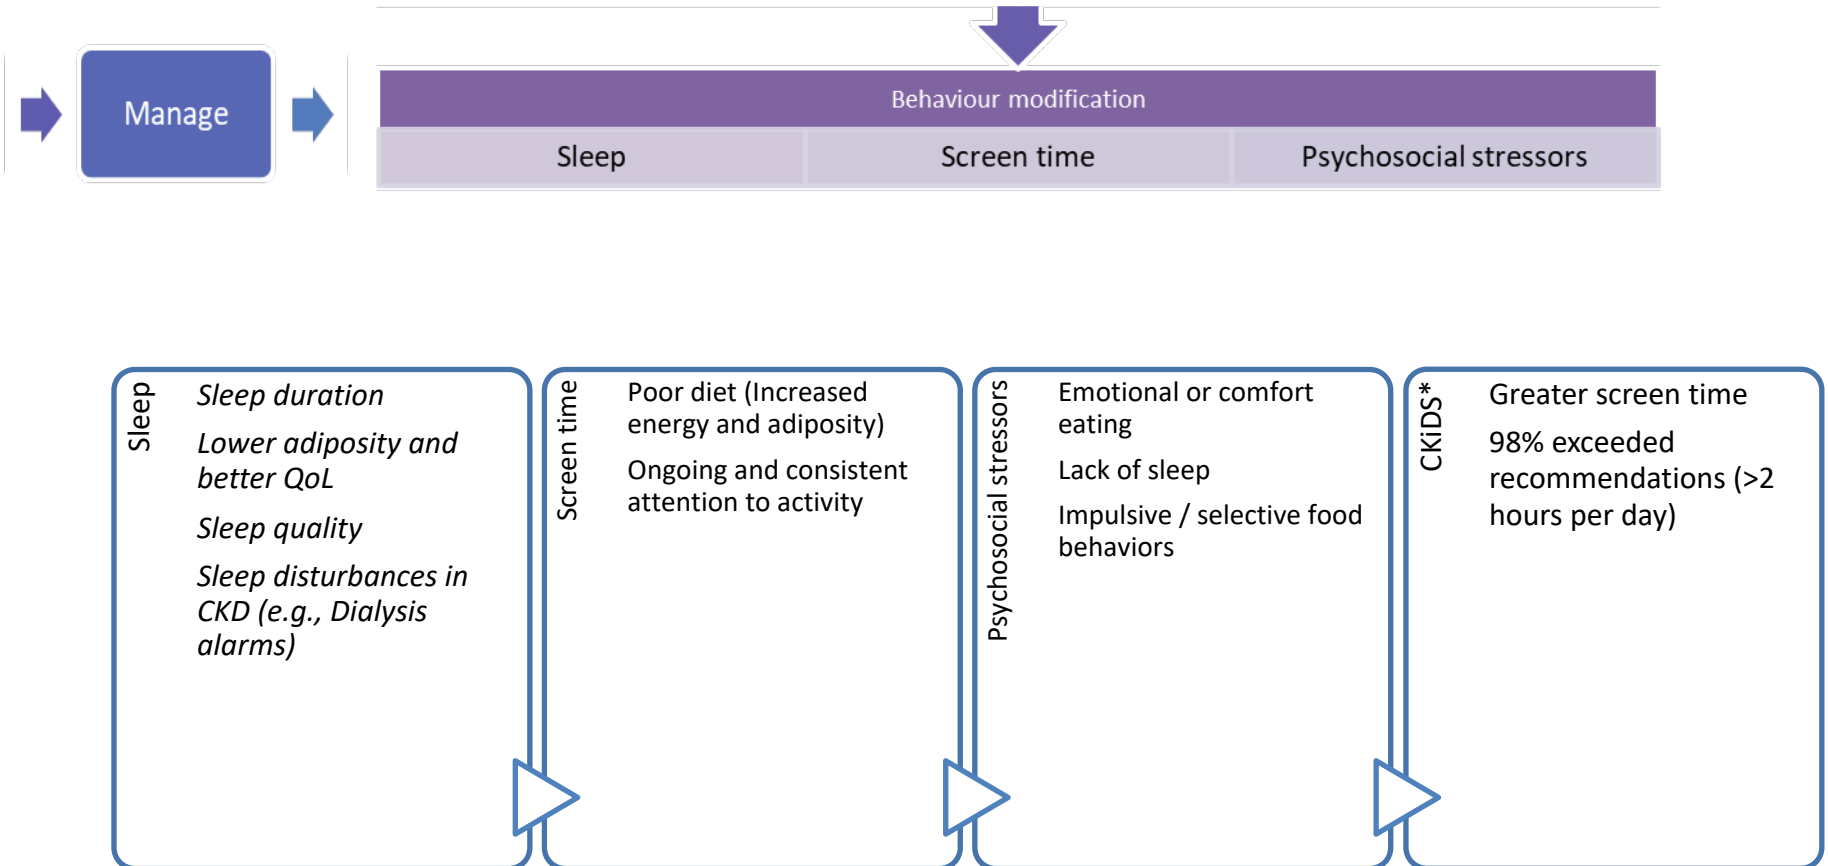 Manage
Behaviour modification
Sleep
Screen time
Psychosocial stressors
Sleep
Sleep duration
Lower adiposity and
better QoL
Sleep quality
Sleep disturbances in
CKD (e.g., Dialysis
alarms)
Screen time
Poor diet (Increased
energy and adiposity)
Ongoing and consistent
attention to activity
Psychosocial stressors
Emotional or comfort
eating
Lack of sleep
Impulsive / selective food
behaviors
CKiDS*
Greater screen time
98% exceeded
recommendations (>2
hours per day)